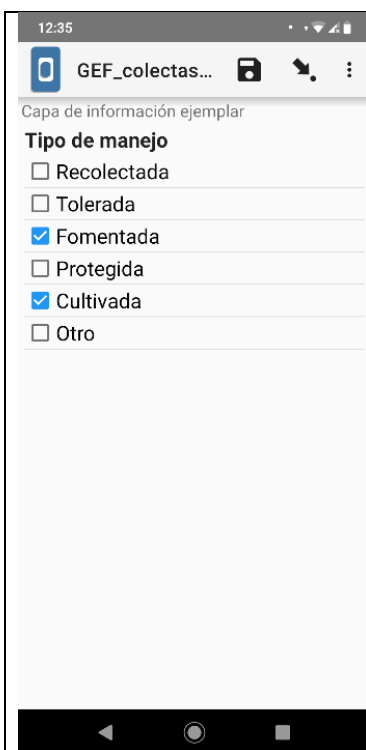 12:35
GEF_colectas...
Capa de información ejemplar
Tipo de manejo
Recolectada
Tolerada
Fomentada
Protegida
Cultivada
Otro